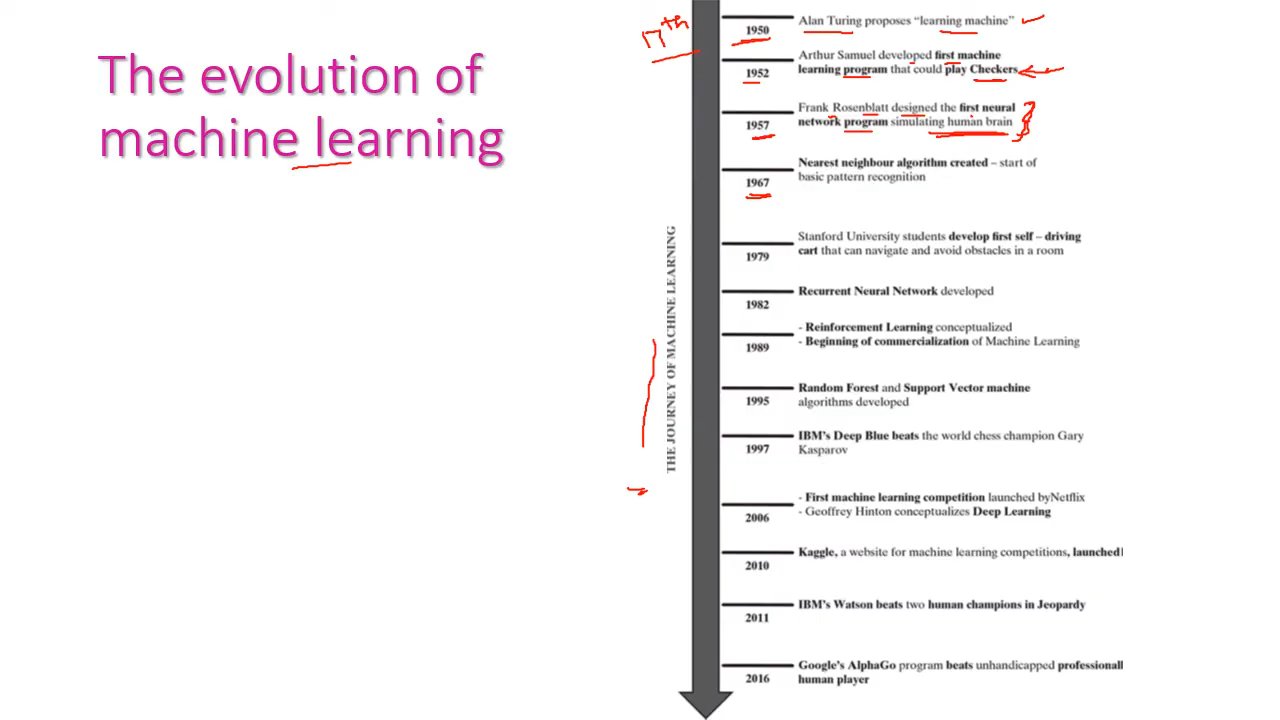 The evolution of
machine learning
17th
THE JOURNEY OF MACHINE LEARNING
1950
Alan Turing proposes “learning machine”
1952
Arthur Samuel developed first machine
learning program that could play Checkers
1957
Frank Rosenblatt designed the first neural
network program simulating human brain
1967
Nearest neighbour algorithm created – start of
basic pattern recognition
1979
Stanford University students develop first self – driving
cart that can navigate and avoid obstacles in a room
1982
Recurrent Neural Network developed
1989
- Reinforcement Learning conceptualized
- Beginning of commercialization of Machine Learning
1995
Random Forest and Support Vector machine
algorithms developed
1997
IBM's Deep Blue beats the world chess champion Gary
Kasparov
2006
- First machine learning competition launched byNetflix
- Geoffrey Hinton conceptualizes Deep Learning
2010
Kaggle, a website for machine learning competitions, launched
2011
IBM's Watson beats two human champions in Jeopardy
2016
Google's AlphaGo program beats unhandicapped professional
human player